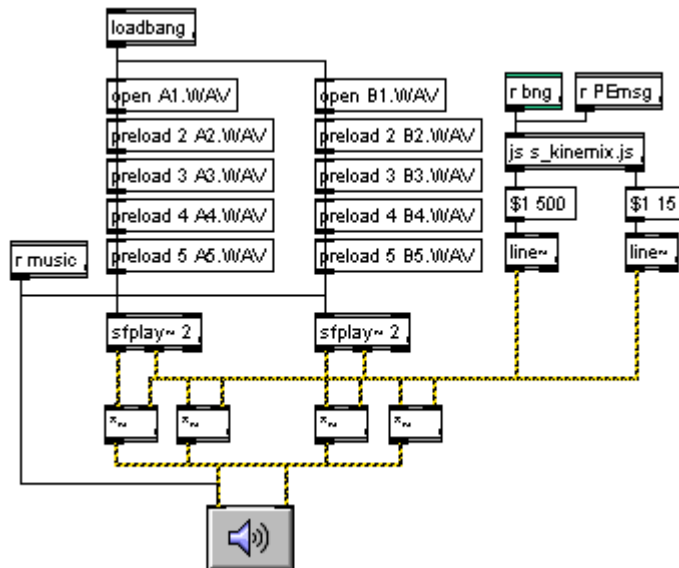 loadbang
open A1.WAV
open B1.WAV
r bng
r PEmsg
preload 2 A2.WAV
preload 2 B2.WAV
js s_kinemix.js
preload 3 A3.WAV
preload 3 B3.WAV
preload 4 A4.WAV
preload 4 B4.WAV
$1 500
$1 15
r music
preload 5 A5.WAV
preload 5 B5.WAV
line~
line~
sfplay~ 2
sfplay~ 2
*~
*~
*~
*~